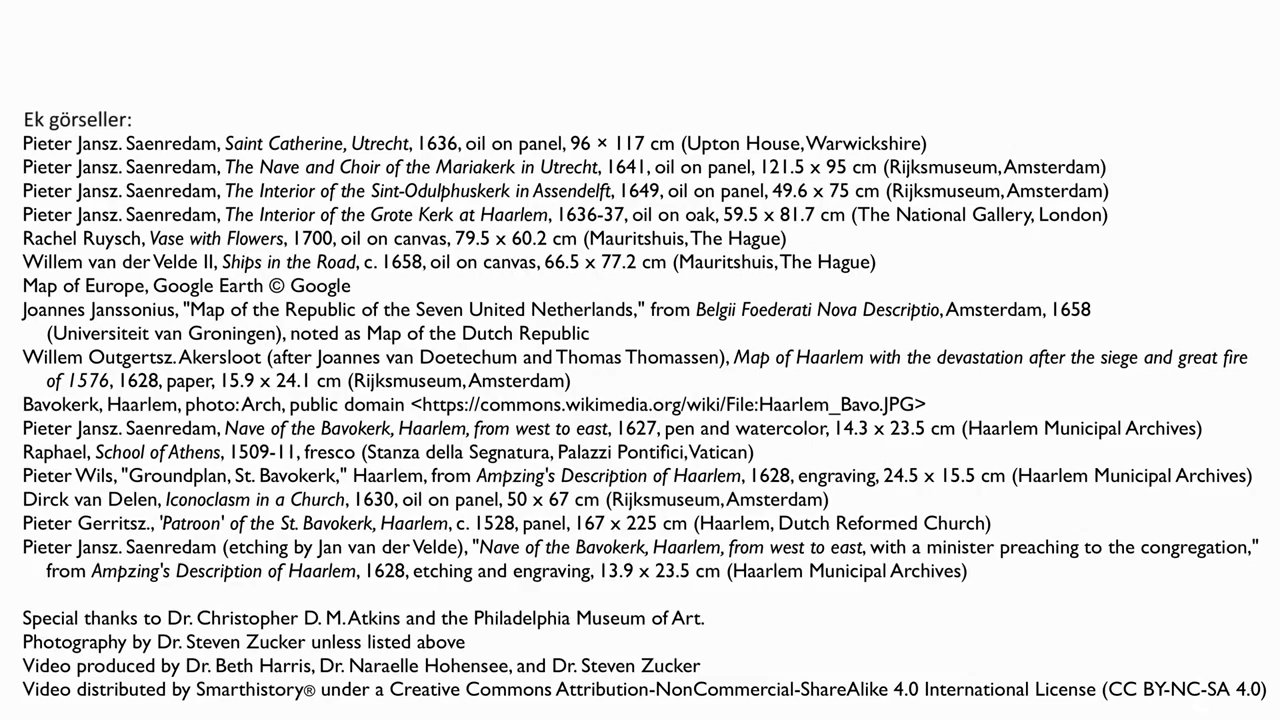 Ek görseller:
Pieter Jansz. Saenredam, Saint Catherine, Utrecht, 1636, oil on panel, 96 × 117 cm (Upton House, Warwickshire)
Pieter Jansz. Saenredam, The Nave and Choir of the Mariakerk in Utrecht, 1641, oil on panel, 121.5 x 95 cm (Rijksmuseum, Amsterdam)
Pieter Jansz. Saenredam, The Interior of the Sint-Odulphuskerk in Assendelft, 1649, oil on panel, 49.6 x 75 cm (Rijksmuseum, Amsterdam)
Pieter Jansz. Saenredam, The Interior of the Grote Kerk at Haarlem, 1636-37, oil on oak, 59.5 x 81.7 cm (The National Gallery, London)
Rachel Ruysch, Vase with Flowers, 1700, oil on canvas, 79.5 x 60.2 cm (Mauritshuis, The Hague)
Willem van der Velde II, Ships in the Road, c. 1658, oil on canvas, 66.5 x 77.2 cm (Mauritshuis, The Hague)
Map of Europe, Google Earth © Google
Joannes Janssonius, "Map of the Republic of the Seven United Netherlands," from Belgii Foederati Nova Descriptio, Amsterdam, 1658
(Universiteit van Groningen), noted as Map of the Dutch Republic
Willem Outgertsz. Akersloot (after Joannes van Doetechum and Thomas Thomassen), Map of Haarlem with the devastation after the siege and great fire
of 1576, 1628, paper, 15.9 x 24.1 cm (Rijksmuseum, Amsterdam)
Bavokerk, Haarlem, photo: Arch, public domain <https://commons.wikimedia.org/wiki/File:Haarlem_Bavo.JPG>
Pieter Jansz. Saenredam, Nave of the Bavokerk, Haarlem, from west to east, 1627, pen and watercolor, 14.3 x 23.5 cm (Haarlem Municipal Archives)
Raphael, School of Athens, 1509-11, fresco (Stanza della Segnatura, Palazzi Pontifici, Vatican)
Pieter Wils, "Groundplan, St. Bavokerk," Haarlem, from Ampzing's Description of Haarlem, 1628, engraving, 24.5 x 15.5 cm (Haarlem Municipal Archives)
Dirck van Delen, Iconoclasm in a Church, 1630, oil on panel, 50 x 67 cm (Rijksmuseum, Amsterdam)
Pieter Gerritsz., 'Patroon' of the St. Bavokerk, Haarlem, c. 1528, panel, 167 x 225 cm (Haarlem, Dutch Reformed Church)
Pieter Jansz. Saenredam (etching by Jan van der Velde), "Nave of the Bavokerk, Haarlem, from west to east, with a minister preaching to the congregation,"
from Ampzing's Description of Haarlem, 1628, etching and engraving, 13.9 x 23.5 cm (Haarlem Municipal Archives)
Special thanks to Dr. Christopher D. M. Atkins and the Philadelphia Museum of Art.
Photography by Dr. Steven Zucker unless listed above
Video produced by Dr. Beth Harris, Dr. Naraelle Hohensee, and Dr. Steven Zucker
Video distributed by Smarthistory® under a Creative Commons Attribution-NonCommercial-ShareAlike 4.0 International License (CC BY-NC-SA 4.0)